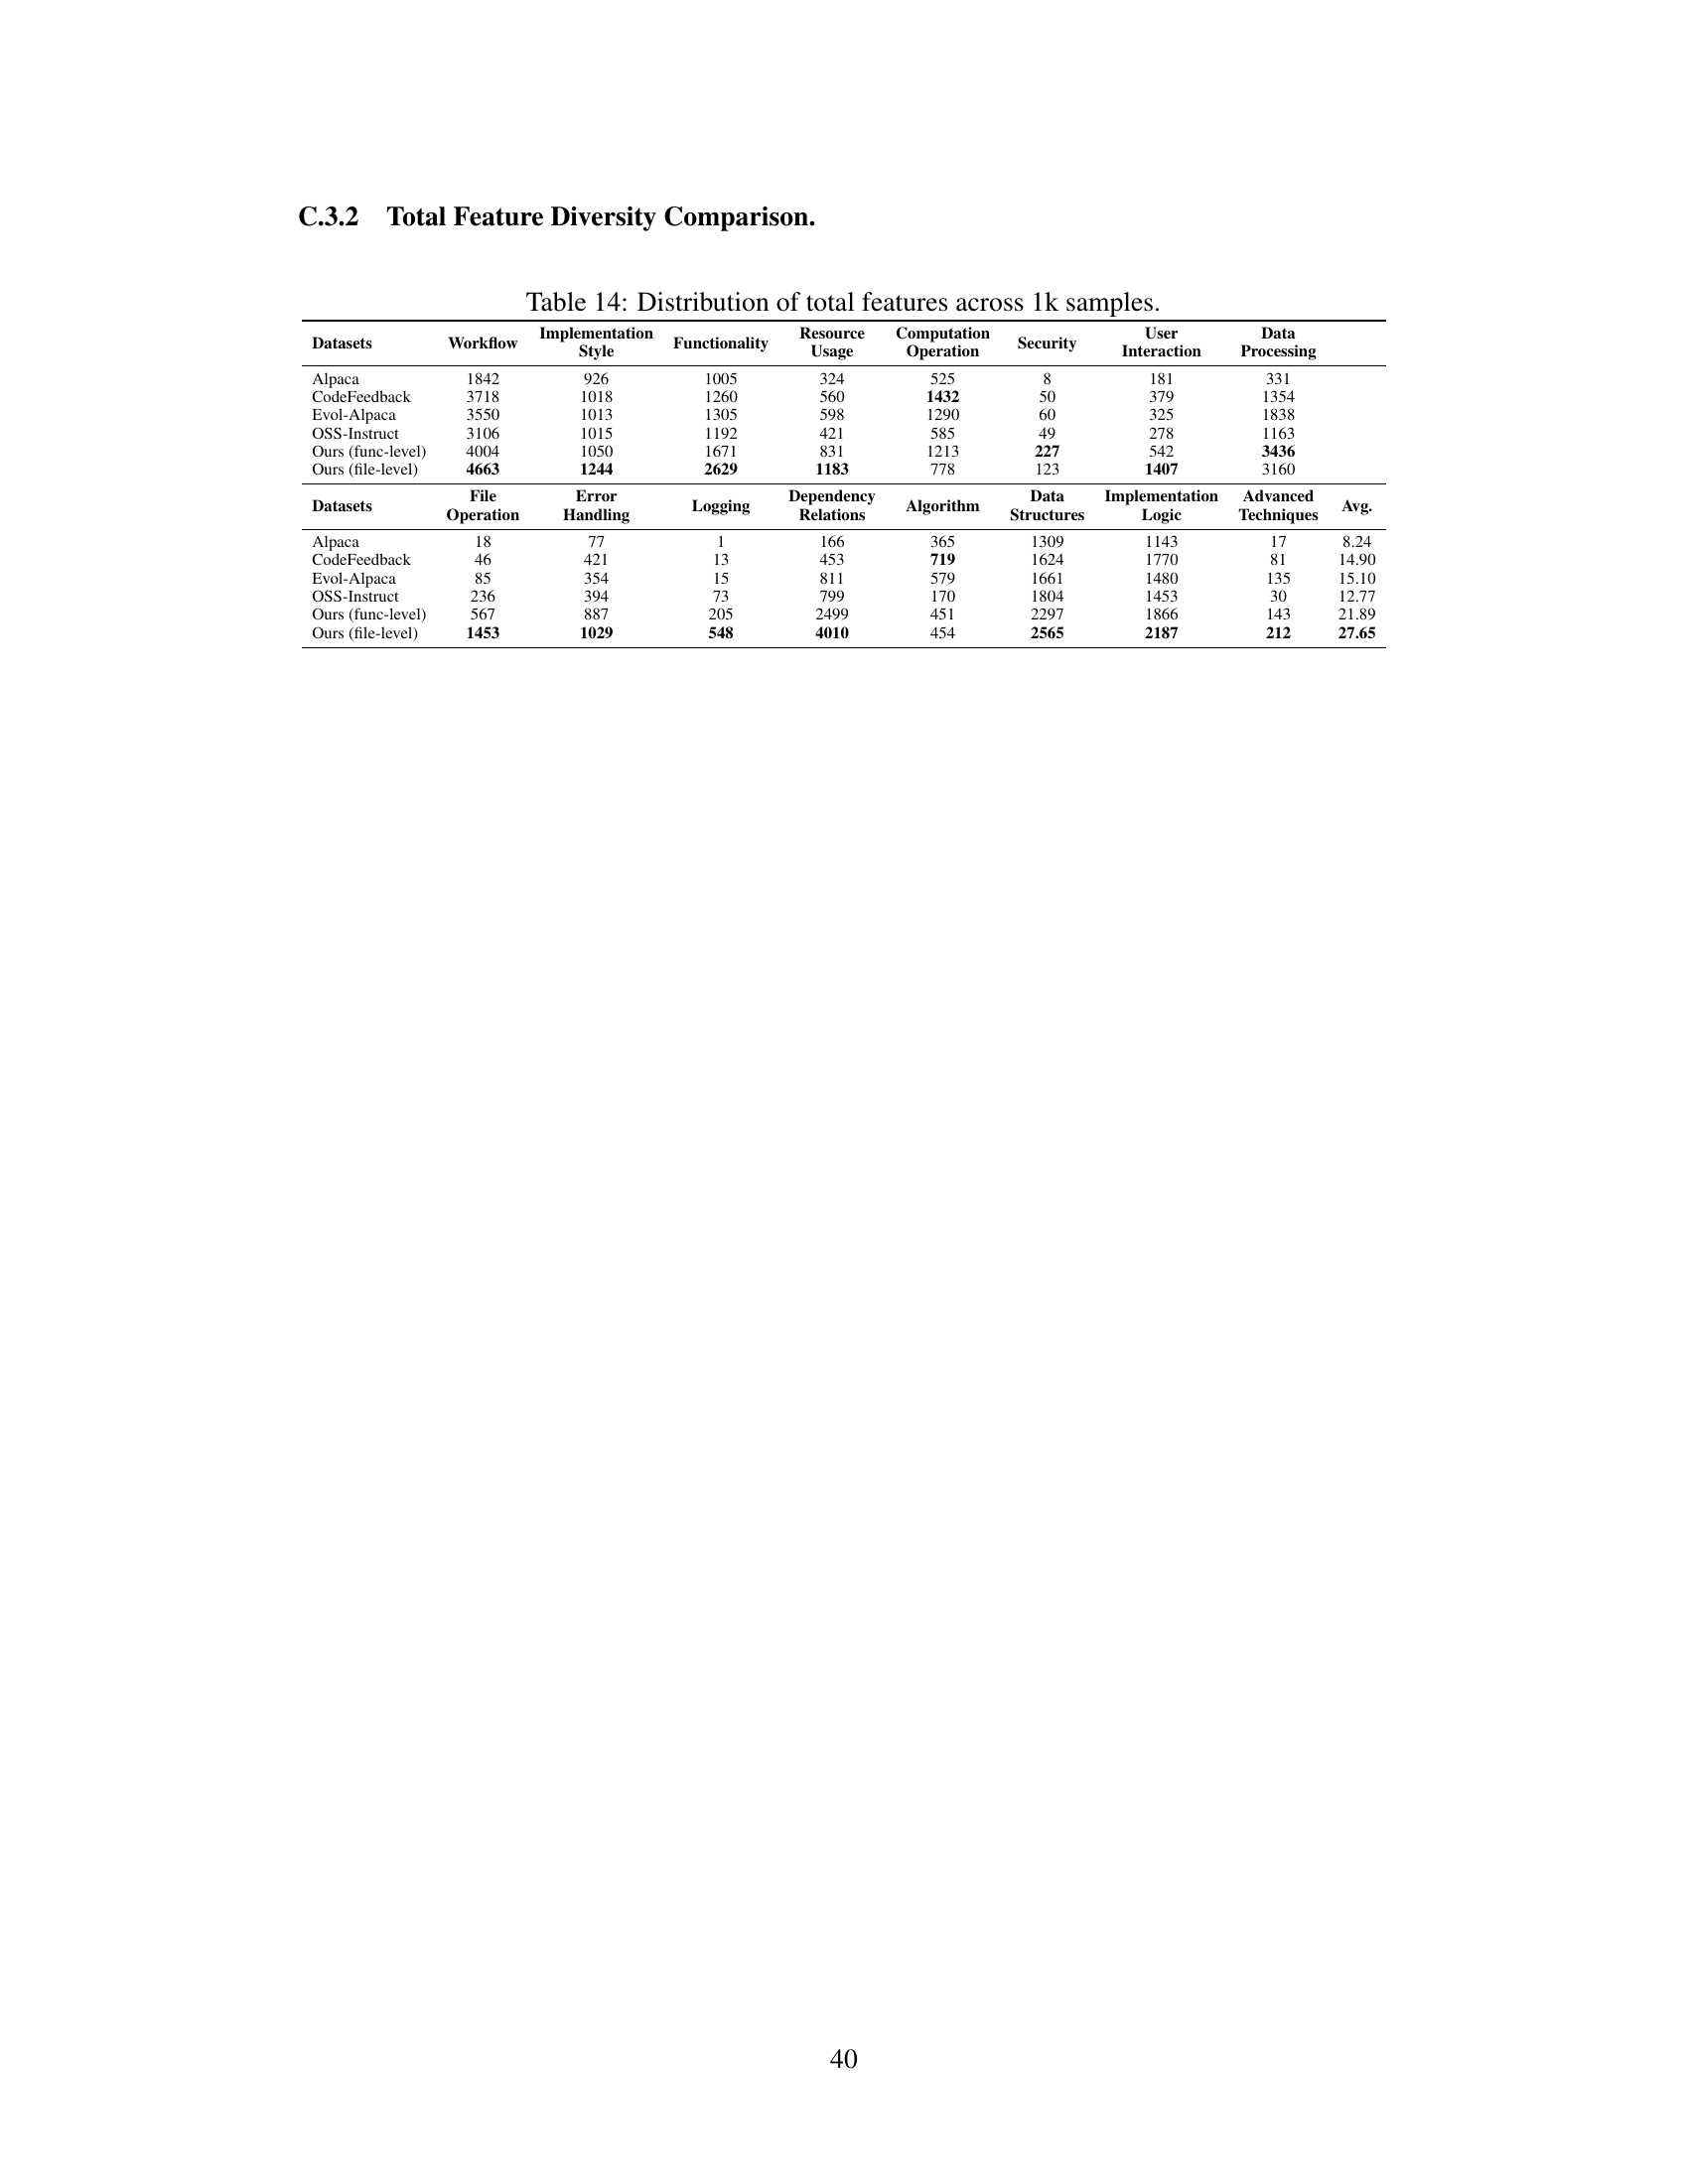 C.3.2 Total Feature Diversity Comparison.
Table 14: Distribution of total features across 1k samples.
Datasets Workflow Implementation Style Functionality Resource Usage Computation Operation Security User Interaction Data Processing
Alpaca 1842 926 1005 324 525 8 181 331
CodeFeedback 3718 1018 1260 560 1432 50 379 1354
Evol-Alpaca 3550 1013 1305 598 1290 60 325 1838
OSS-Instruct 3106 1015 1192 421 585 49 278 1163
Ours (func-level) 4004 1050 1671 831 1213 227 542 3436
Ours (file-level) 4663 1244 2629 1183 778 123 1407 3160
Datasets File Operation Error Handling Logging Dependency Relations Algorithm Data Structures Implementation Logic Advanced Techniques Avg.
Alpaca 18 77 1 166 365 1309 1143 17 8.24
CodeFeedback 46 421 13 453 719 1624 1770 81 14.90
Evol-Alpaca 85 354 15 811 579 1661 1480 135 15.10
OSS-Instruct 236 394 73 799 170 1804 1453 30 12.77
Ours (func-level) 567 887 205 2499 451 2297 1866 143 21.89
Ours (file-level) 1453 1029 548 4010 454 2565 2187 212 27.65
40